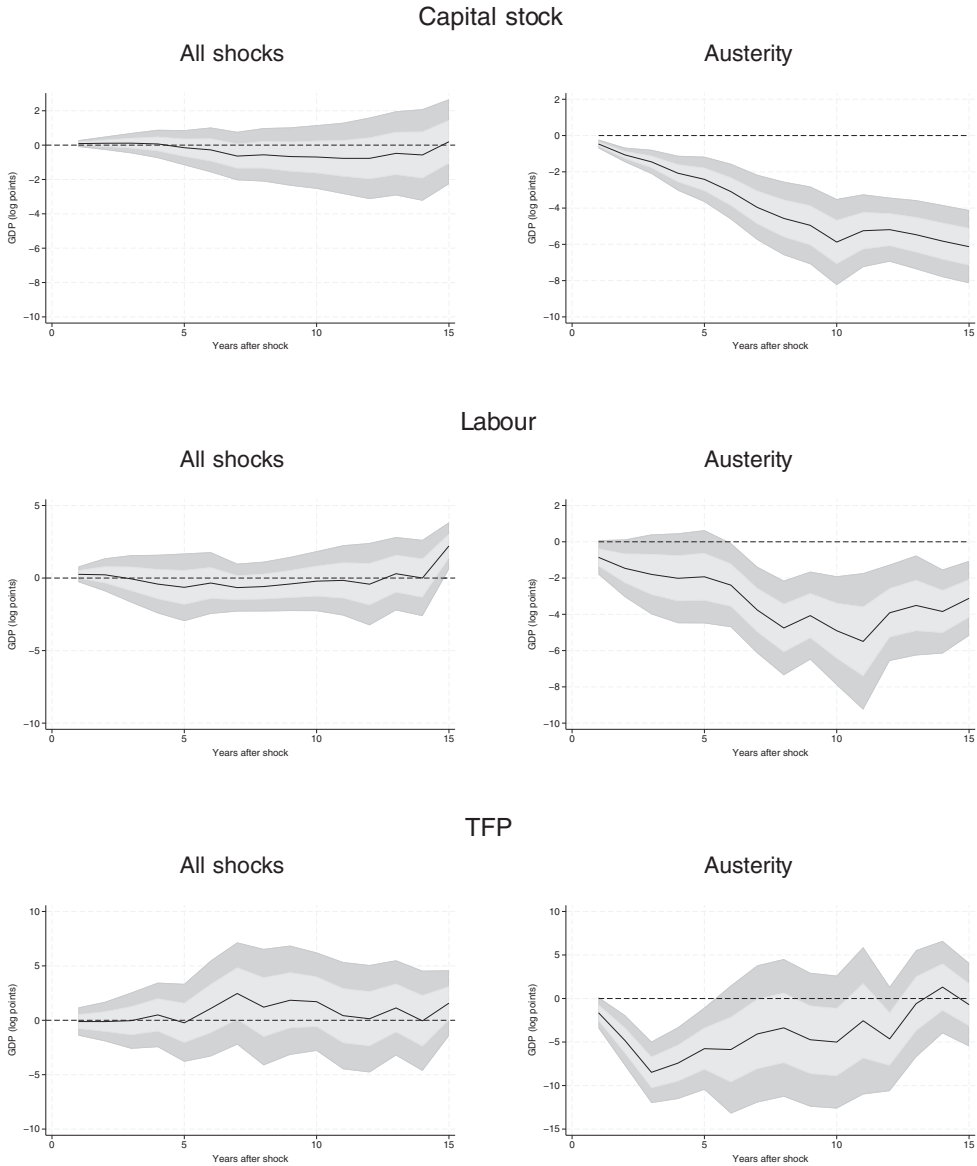 Capital stock
All shocks
Austerity
GDP (log points)
2
0
−2
−4
−6
−8
−10
0 5 10 15
Years after shock
GDP (log points)
2
0
−2
−4
−6
−8
−10
0 5 10 15
Years after shock
Labour
All shocks
Austerity
GDP (log points)
5
0
−5
−10
0 5 10 15
Years after shock
GDP (log points)
2
0
−2
−4
−6
−8
−10
0 5 10 15
Years after shock
TFP
All shocks
Austerity
GDP (log points)
10
5
0
−5
−10
0 5 10 15
Years after shock
GDP (log points)
10
5
0
−5
−10
−15
0 5 10 15
Years after shock